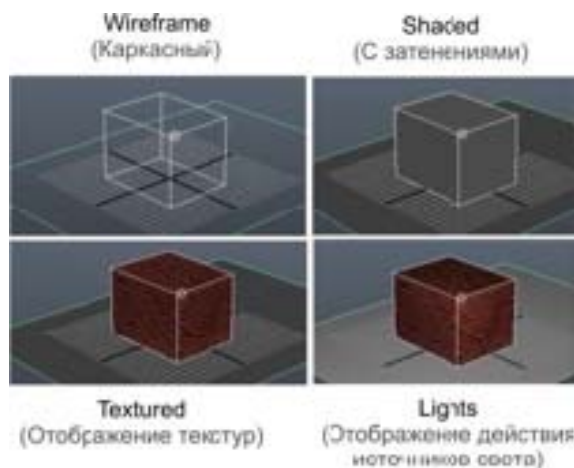 Wireframe
(Каркасный)
Shaded
(С затенениями)
Textured
(Отображение текстур)
Lights
(Отображение действия
источников света)